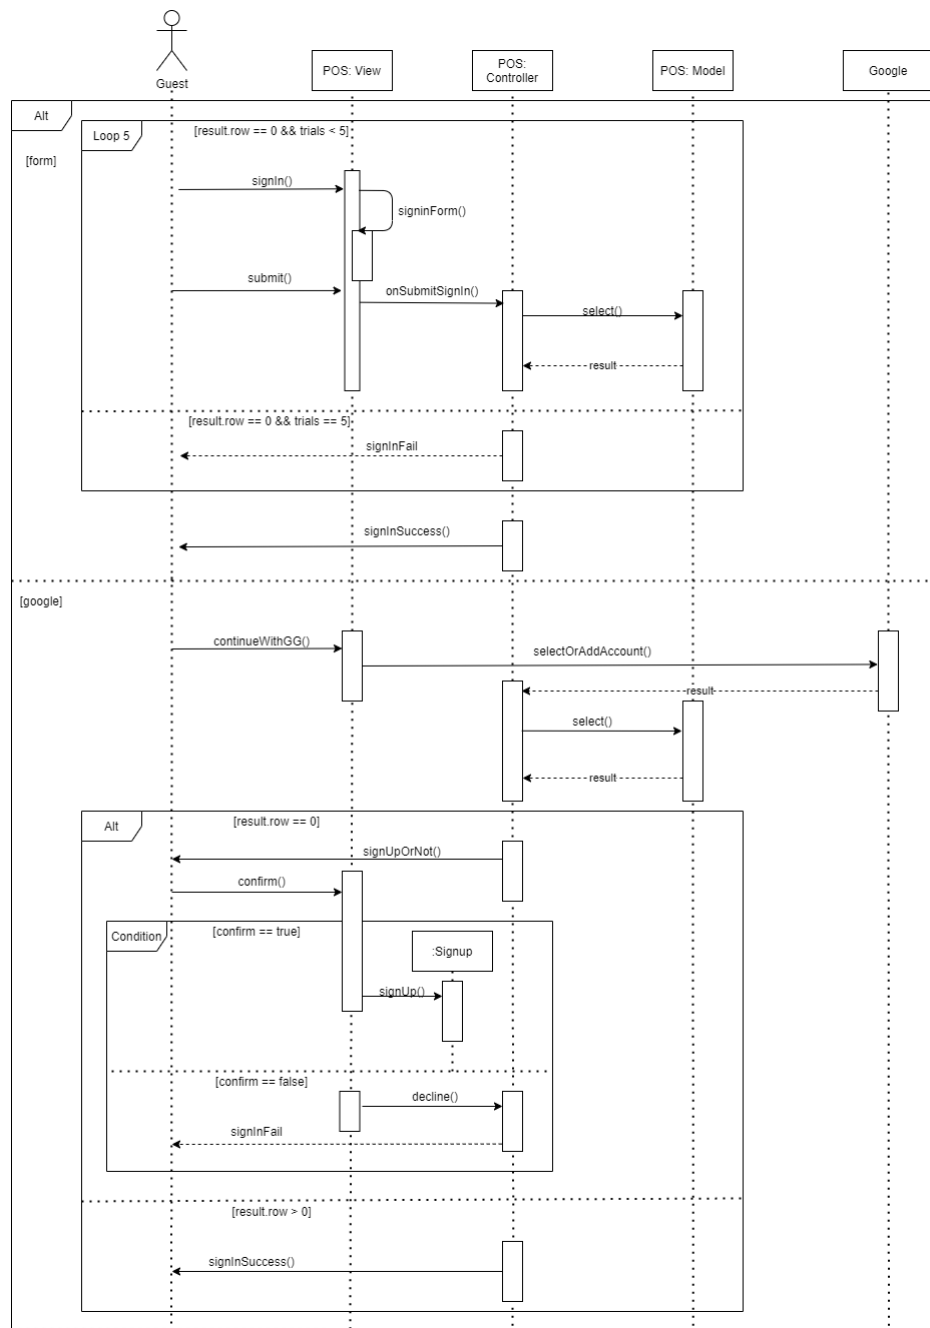 Guest
POS: View
POS:
Controller
POS: Model
Google
Alt
Loop 5
[result.row == 0 && trials < 5]
[form]
signIn()
signinForm()
submit()
onSubmitSignIn()
select()
result
[result.row == 0 && trials == 5]
signInFail
signInSuccess()
[google]
continueWithGG()
selectOrAddAccount()
result
select()
result
Alt
[result.row == 0]
signUpOrNot()
confirm()
Condition
[confirm == true]
:Signup
signUp()
[confirm == false]
decline()
signInFail
[result.row > 0]
signInSuccess()